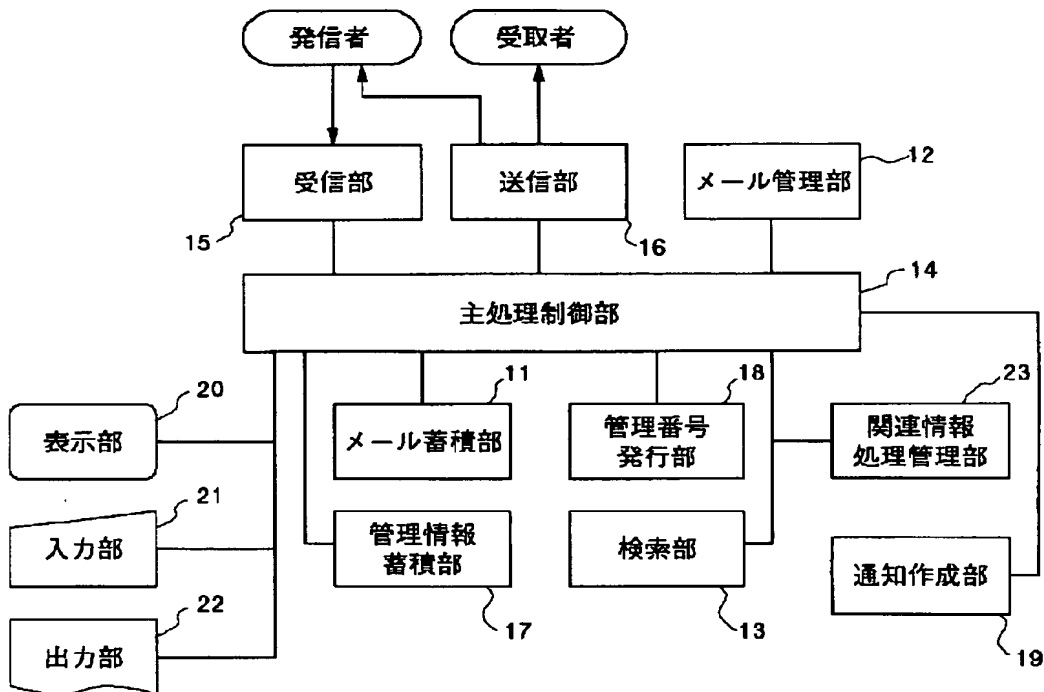 発信者
受取者
受信部
送信部
メール管理部
12
15
16
14
主処理制御部
20
11
18
23
表示部
メール蓄積部
管理番号
発行部
関連情報
処理管理部
21
入力部
管理情報
蓄積部
検索部
通知作成部
22
17
13
19
出力部